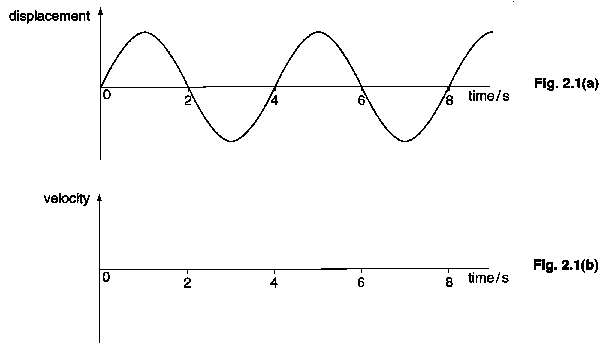 displacement
0
2
4
6
8
time/s
Fig. 2.1(a)
velocity
0
2
4
6
8
time/s
Fig. 2.1(b)